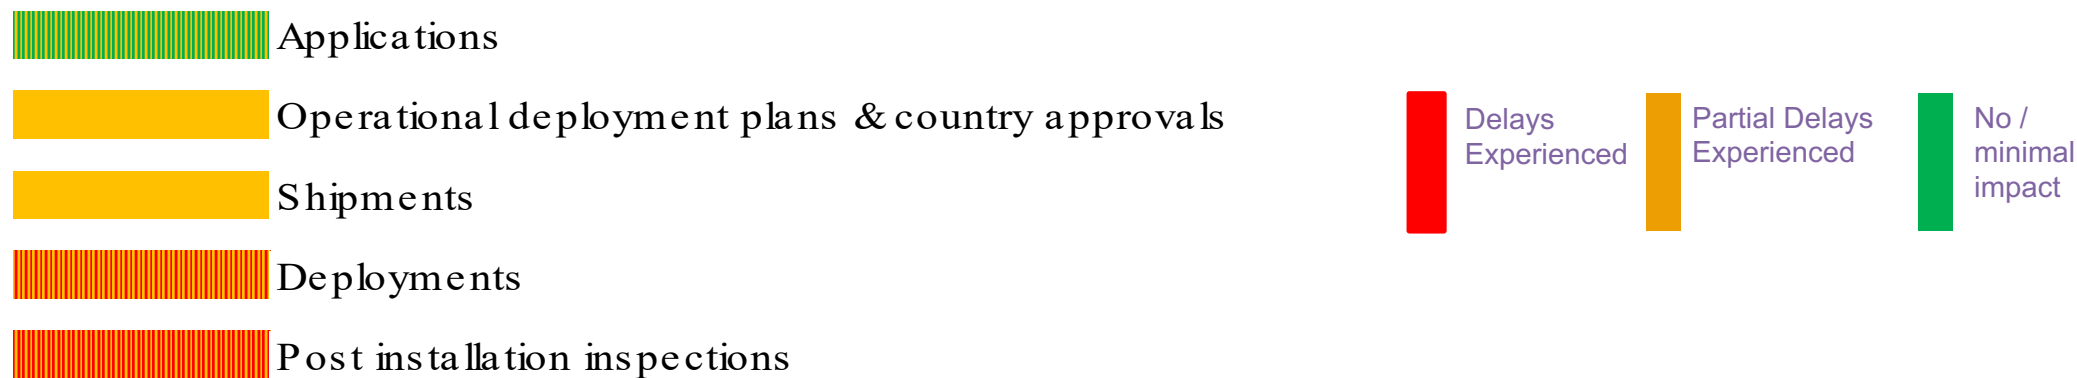 Applications
Operational deployment plans & country approvals
Shipments
Deployments
Post installation inspections
Delays
Experienced
Partial Delays
Experienced
No /
minimal
impact